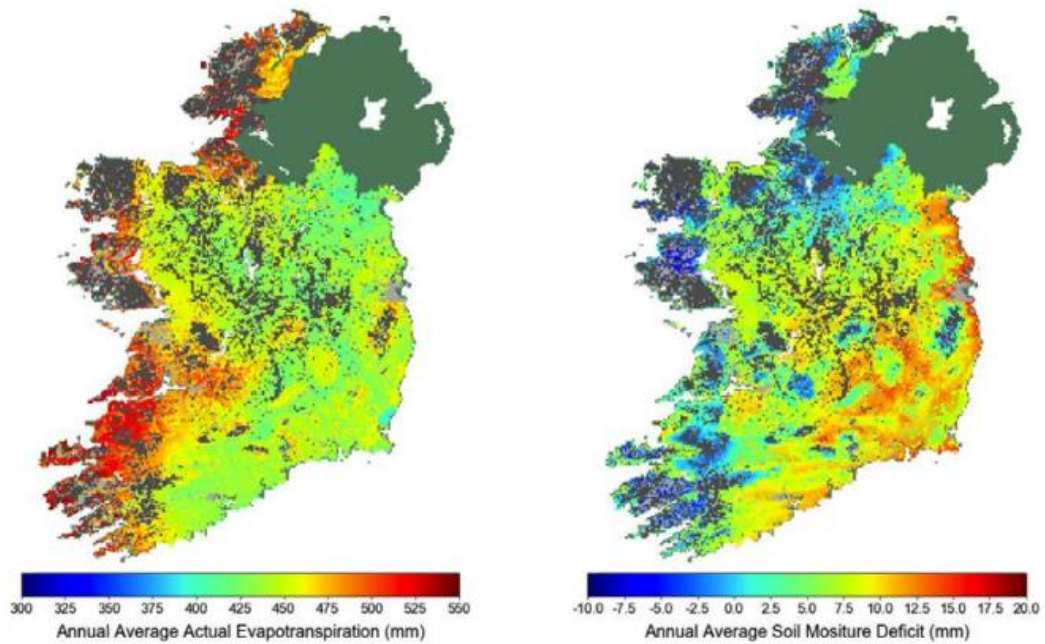 300 325 350 375 400 425 450 475 500 525 550
Annual Average Actual Evapotranspiration (mm)
-10.0 -7.5 -5.0 -2.5 0.0 2.5 5.0 7.5 10.0 12.5 15.0 17.5 20.0
Annual Average Soil Mositure Deficit (mm)